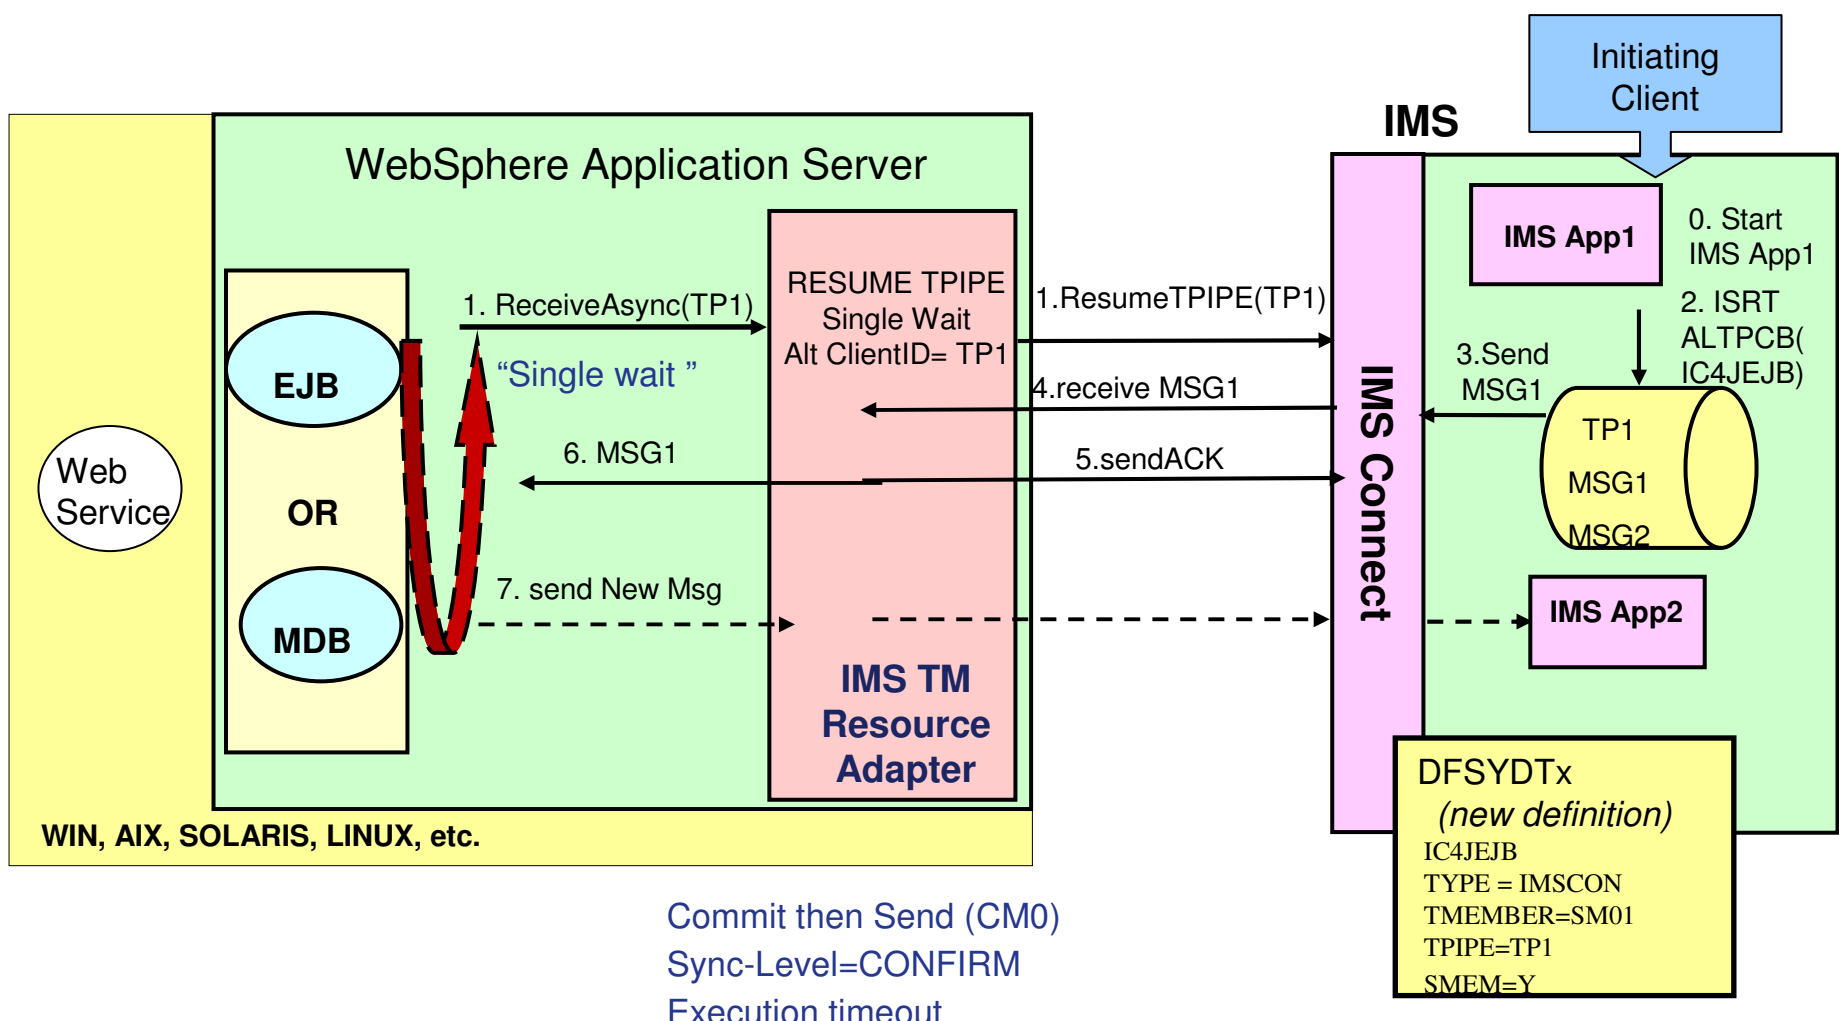 Initiating
Client
IMS
WebSphere Application Server
IMS App1
0. Start
IMS App1
RESUME TPIPE
Single Wait
Alt ClientID= TP1
1. ReceiveAsync(TP1)
1.ResumeTPIPE(TP1)
2. ISRT
ALTPCB(
IC4JEJB)
3.Send
MSG1
EJB
“Single wait ”
4.receive MSG1
IMS Connect
TP1
MSG1
MSG2
6. MSG1
5.sendACK
Web
Service
OR
7. send New Msg
MDB
IMS App2
IMS TM
Resource
Adapter
WIN, AIX, SOLARIS, LINUX, etc.
DFSYDTx
(new definition)
IC4JEJB
TYPE = IMSCON
TMEMBER=SM01
TPIPE=TP1
SMEM=Y
Commit then Send (CM0)
Sync-Level=CONFIRM
Execution timeout